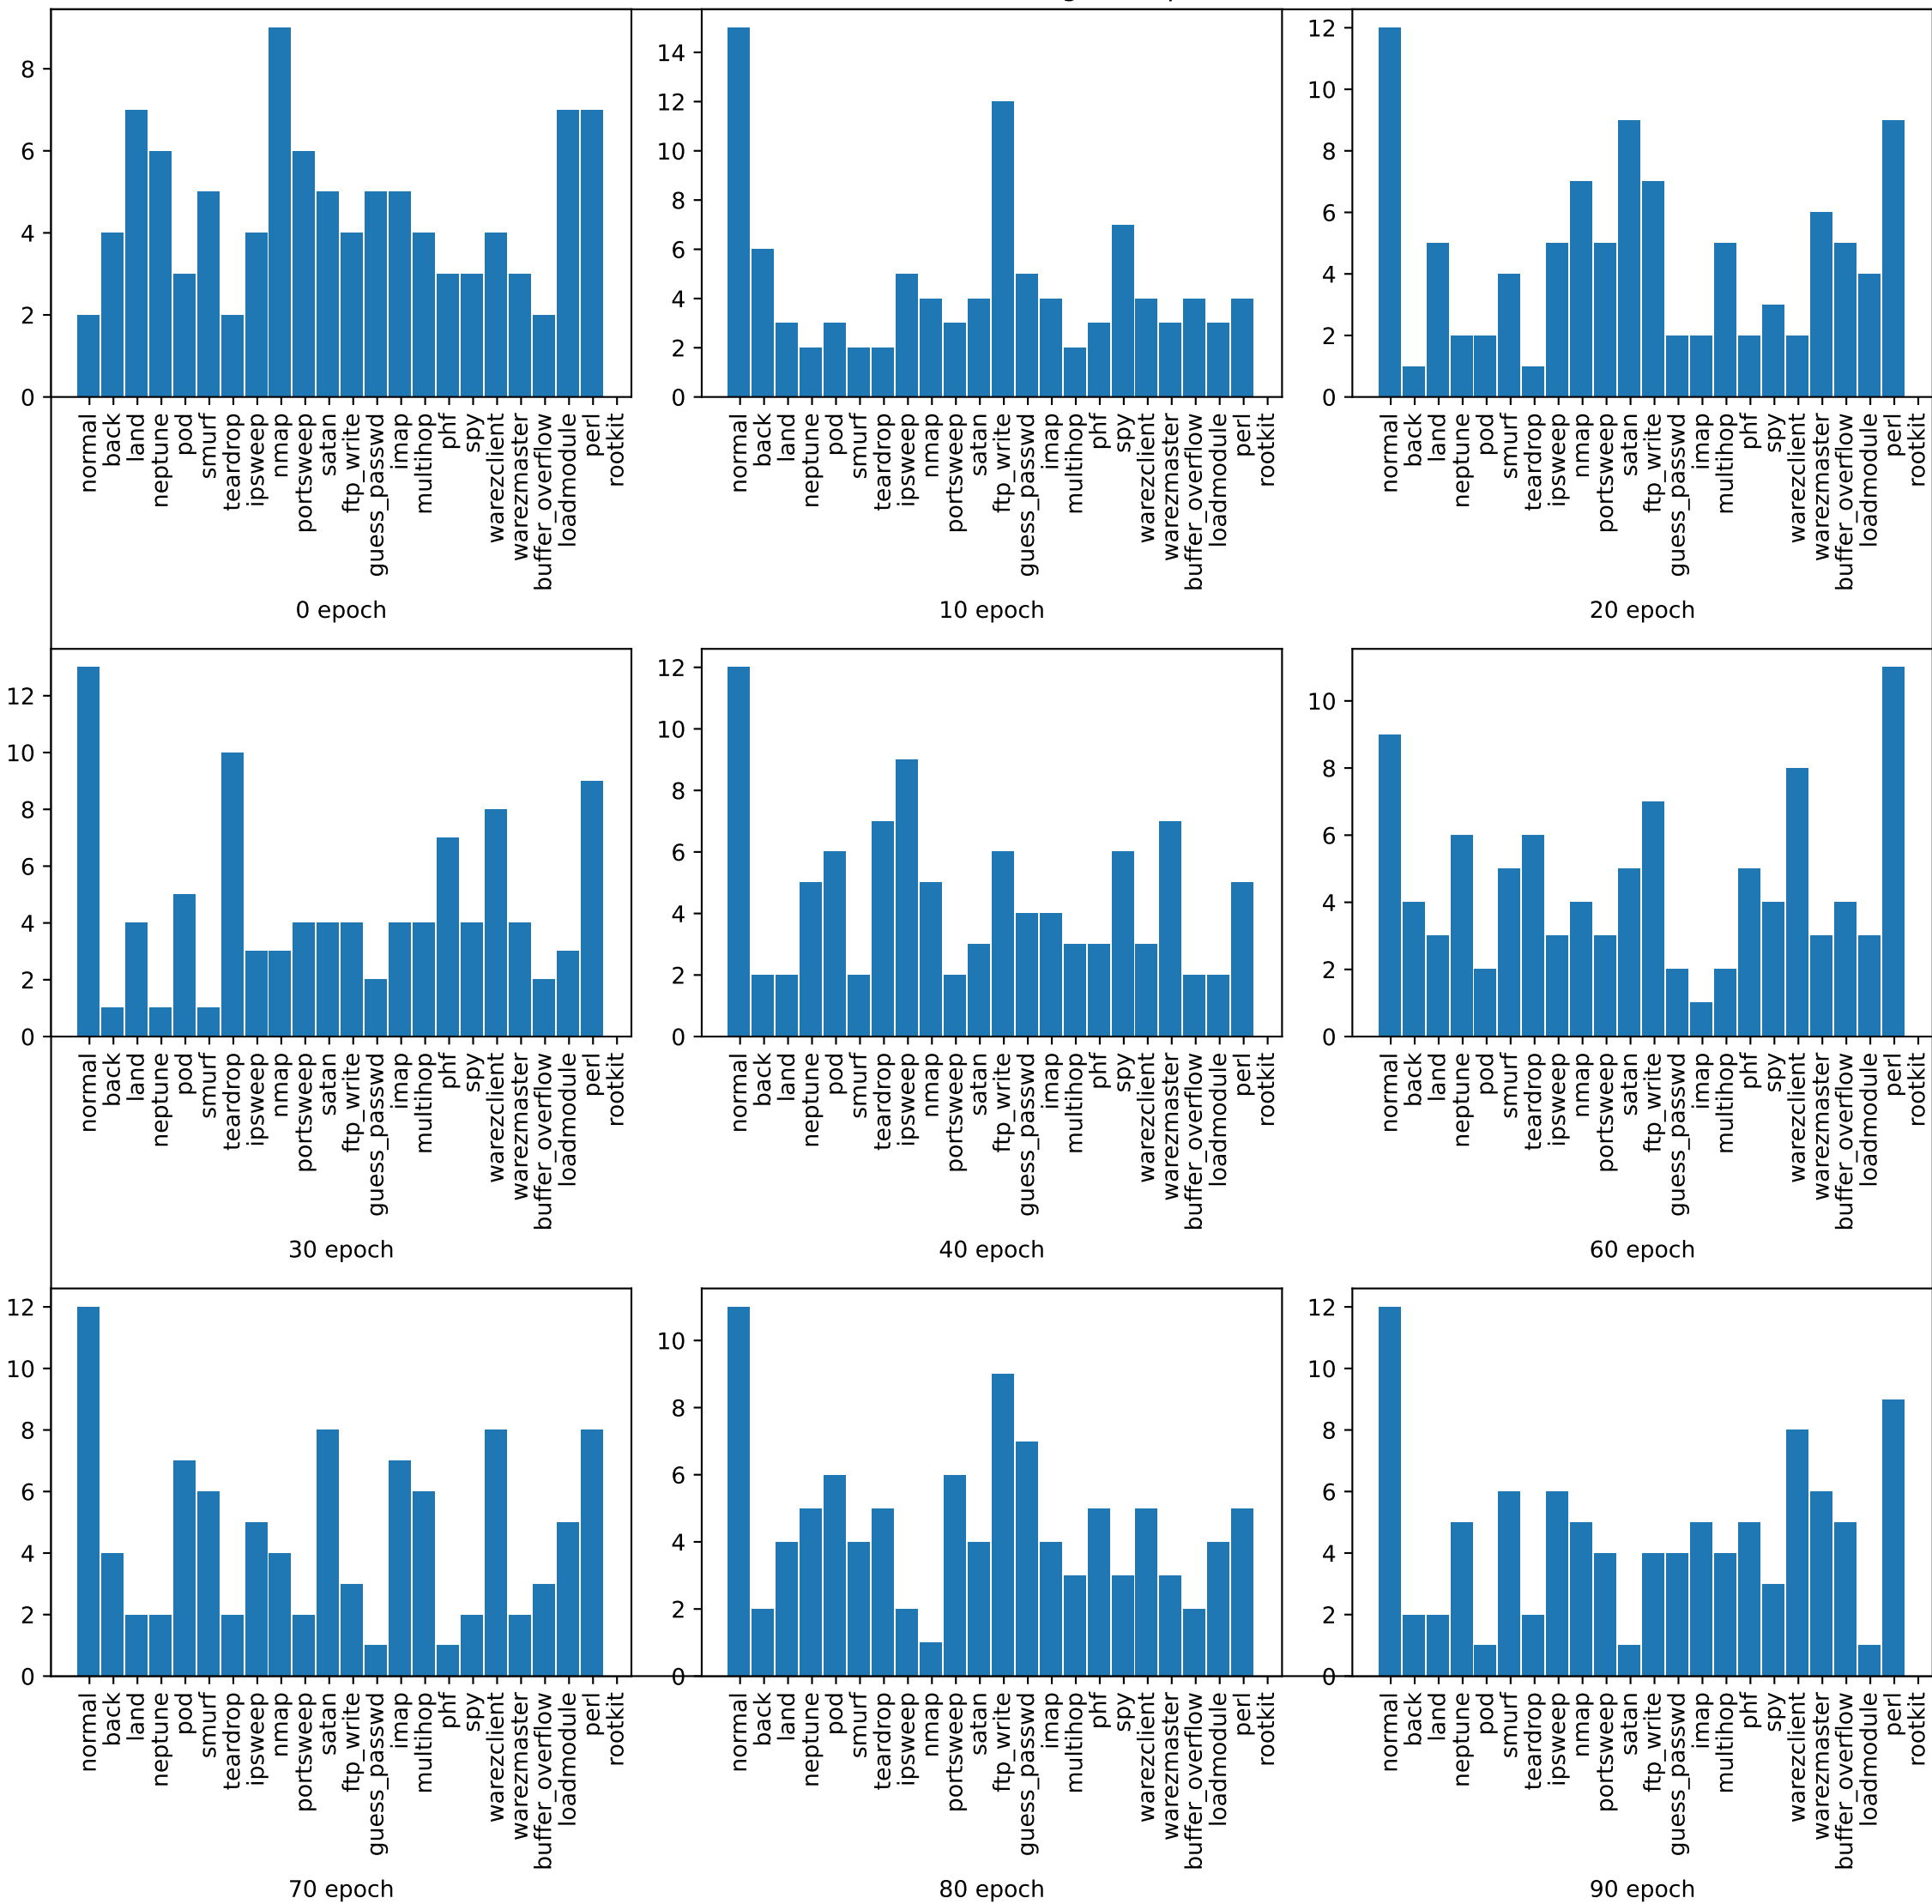 8
6
4
2
0
normal
back
land
neptune
pod
smurf
teardrop
ipsweep
nmap
portsweep
satan
ftp_write
guess_passwd
imap
multihop
phf
spy
warezclient
warezmaster
buffer_overflow
loadmodule
perl
rootkit
0 epoch
14
12
10
8
6
4
2
0
normal
back
land
neptune
pod
smurf
teardrop
ipsweep
nmap
portsweep
satan
ftp_write
guess_passwd
imap
multihop
phf
spy
warezclient
warezmaster
buffer_overflow
loadmodule
perl
rootkit
10 epoch
12
10
8
6
4
2
0
normal
back
land
neptune
pod
smurf
teardrop
ipsweep
nmap
portsweep
satan
ftp_write
guess_passwd
imap
multihop
phf
spy
warezclient
warezmaster
buffer_overflow
loadmodule
perl
rootkit
20 epoch
12
10
8
6
4
2
0
normal
back
land
neptune
pod
smurf
teardrop
ipsweep
nmap
portsweep
satan
ftp_write
guess_passwd
imap
multihop
phf
spy
warezclient
warezmaster
buffer_overflow
loadmodule
perl
rootkit
30 epoch
12
10
8
6
4
2
0
normal
back
land
neptune
pod
smurf
teardrop
ipsweep
nmap
portsweep
satan
ftp_write
guess_passwd
imap
multihop
phf
spy
warezclient
warezmaster
buffer_overflow
loadmodule
perl
rootkit
40 epoch
10
8
6
4
2
0
normal
back
land
neptune
pod
smurf
teardrop
ipsweep
nmap
portsweep
satan
ftp_write
guess_passwd
imap
multihop
phf
spy
warezclient
warezmaster
buffer_overflow
loadmodule
perl
rootkit
60 epoch
12
10
8
6
4
2
0
normal
back
land
neptune
pod
smurf
teardrop
ipsweep
nmap
portsweep
satan
ftp_write
guess_passwd
imap
multihop
phf
spy
warezclient
warezmaster
buffer_overflow
loadmodule
perl
rootkit
70 epoch
10
8
6
4
2
0
normal
back
land
neptune
pod
smurf
teardrop
ipsweep
nmap
portsweep
satan
ftp_write
guess_passwd
imap
multihop
phf
spy
warezclient
warezmaster
buffer_overflow
loadmodule
perl
rootkit
80 epoch
12
10
8
6
4
2
0
normal
back
land
neptune
pod
smurf
teardrop
ipsweep
nmap
portsweep
satan
ftp_write
guess_passwd
imap
multihop
phf
spy
warezclient
warezmaster
buffer_overflow
loadmodule
perl
rootkit
90 epoch